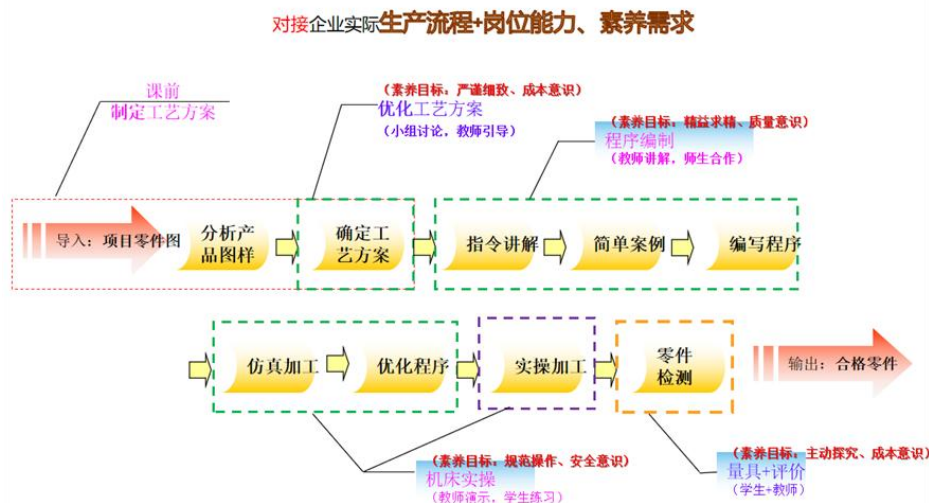 对接企业实际生产流程+岗位能力、素养需求
课前
制定工艺方案
(素养目标：严谨细致、成本意识)
优化工艺方案
(小组讨论，教师引导)
(素养目标：精益求精、质量意识)
程序编制
(教师讲解，师生合作)
导入：项目零件图
分析产
品图样
确定工
艺方案
指令讲解
简单案例
编写程序
仿真加工
优化程序
实操加工
零件
检测
输出：合格零件
(素养目标：规范操作、安全意识)
机床实操
(教师演示，学生练习)
(素养目标：主动探究、成本意识)
量具+评价
(学生+教师)